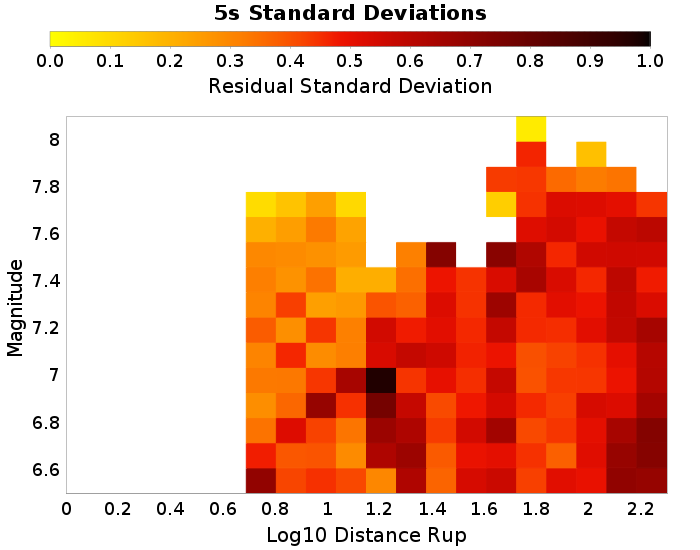 5s Standard Deviations
0.0 0.1 0.2 0.3 0.4 0.5 0.6 0.7 0.8 0.9 1.0
Residual Standard Deviation
8
7.8
7.6
7.4
7.2
7
6.8
6.6
Magnitude
0 0.2 0.4 0.6 0.8 1 1.2 1.4 1.6 1.8 2 2.2
Log10 Distance Rup